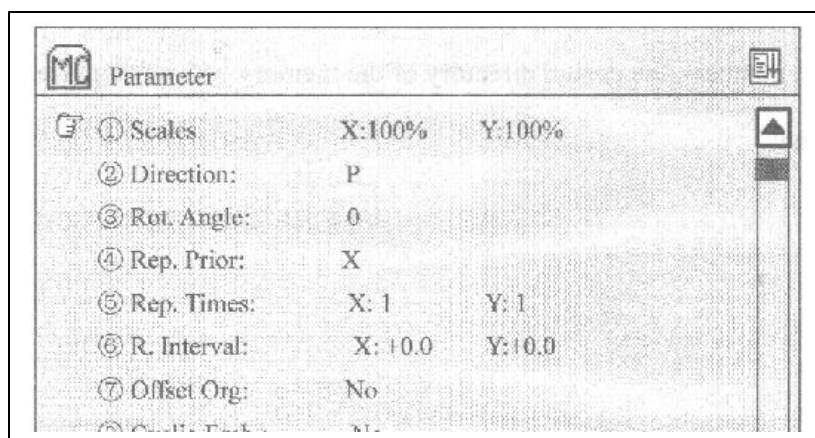 MC Parameter
① Scales X:100% Y:100%
② Direction: P
③ Rot. Angle: 0
④ Rep. Prior: X
⑤ Rep. Times: X: 1 Y: 1
⑥ R. Interval: X: +0.0 Y:+0.0
⑦ Offset Org: No